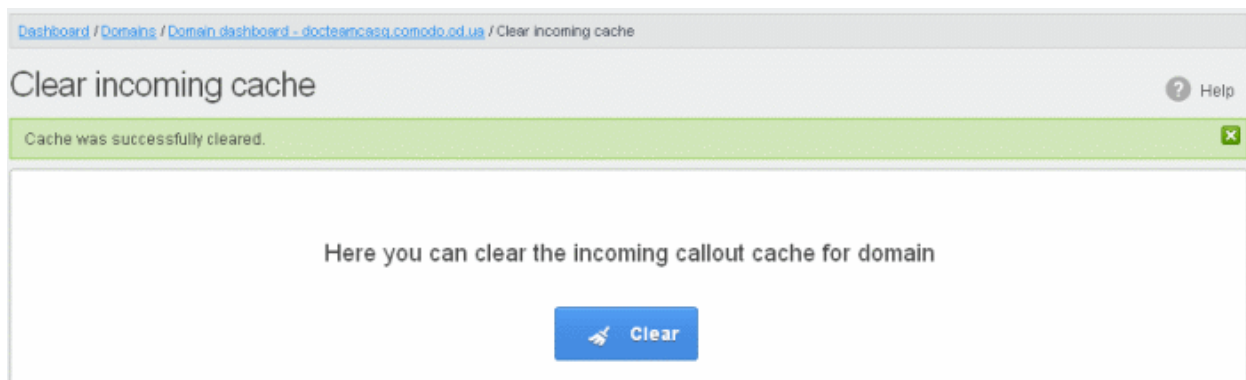 Dashboard / Domains / Domain dashboard - docteamcasg.comodo.od.ua / Clear incoming cache
Clear incoming cache
Help
Cache was successfully cleared.
Here you can clear the incoming callout cache for domain
Clear